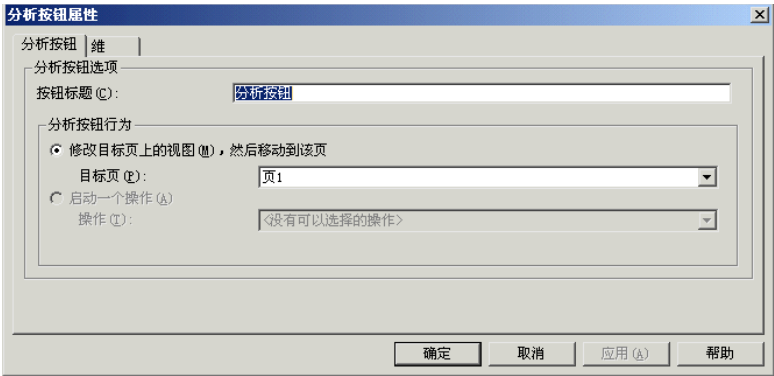 分析按钮属性
分析按钮 维
分析按钮选项
按钮标题(C): 分析按钮
分析按钮行为
修改目标页上的视图(M), 然后移动到该页
目标页(P): 页1
启动一个操作(A)
操作(T): <没有可以选择的操作>
确定 取消 应用(A) 帮助